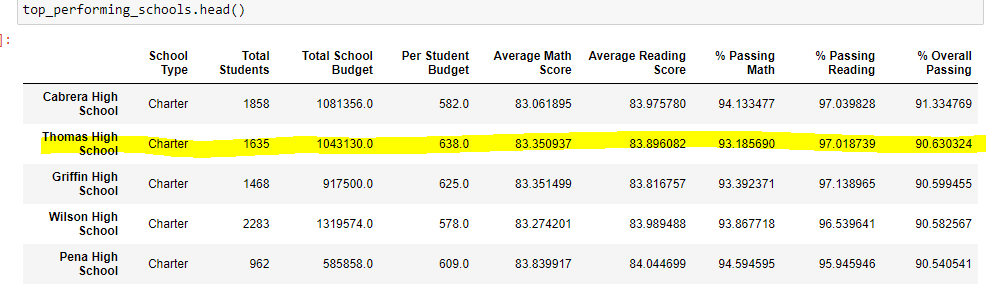 top_performing_schools.head()
]:
School Type Total Students Total School Budget Per Student Budget Average Math Score Average Reading Score % Passing Math % Passing Reading % Overall Passing
Cabrera High School Charter 1858 1081356.0 582.0 83.061895 83.975780 94.133477 97.039828 91.334769
Thomas High School Charter 1635 1043130.0 638.0 83.350937 83.896082 93.185690 97.018739 90.630324
Griffin High School Charter 1468 917500.0 625.0 83.351499 83.816757 93.392371 97.138965 90.599455
Wilson High School Charter 2283 1319574.0 578.0 83.274201 83.989488 93.867718 96.539641 90.582567
Pena High School Charter 962 585858.0 609.0 83.839917 84.044699 94.594595 95.945946 90.540541